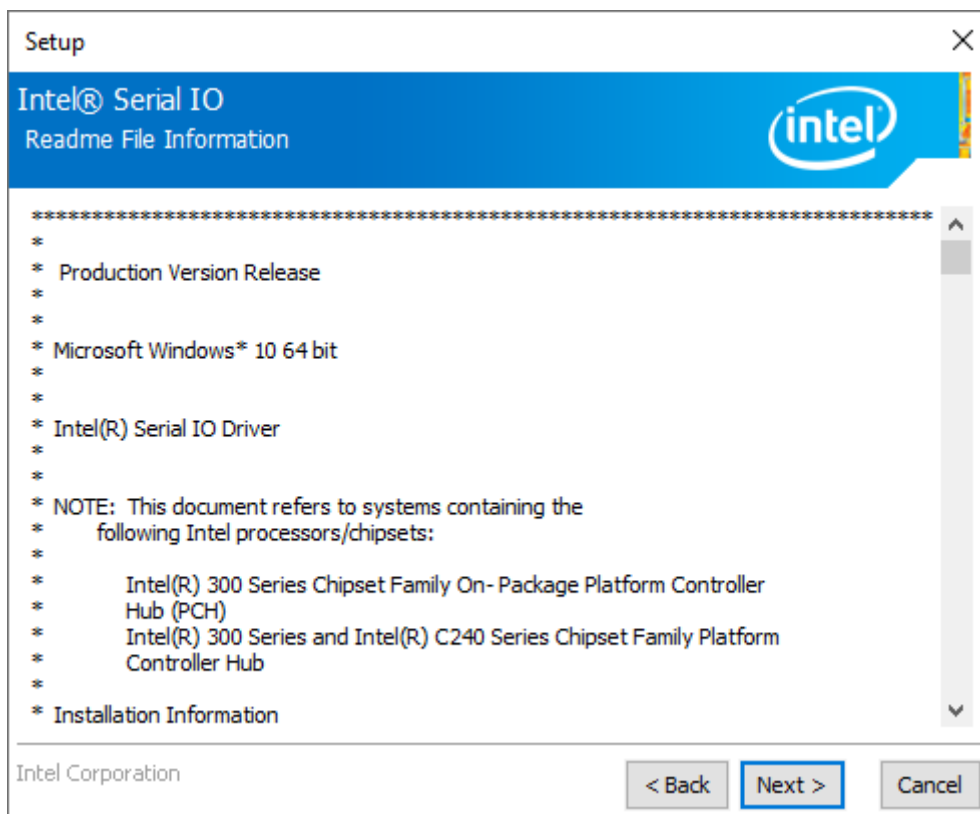 Setup
Intel® Serial IO
Readme File Information
intel
***************************************************************************
*
* Production Version Release
*
*
* Microsoft Windows* 10 64 bit
*
*
* Intel(R) Serial IO Driver
*
*
* NOTE: This document refers to systems containing the
* following Intel processors/chipsets:
*
* Intel(R) 300 Series Chipset Family On- Package Platform Controller
* Hub (PCH)
* Intel(R) 300 Series and Intel(R) C240 Series Chipset Family Platform
* Controller Hub
*
* Installation Information
Intel Corporation
< Back Next > Cancel